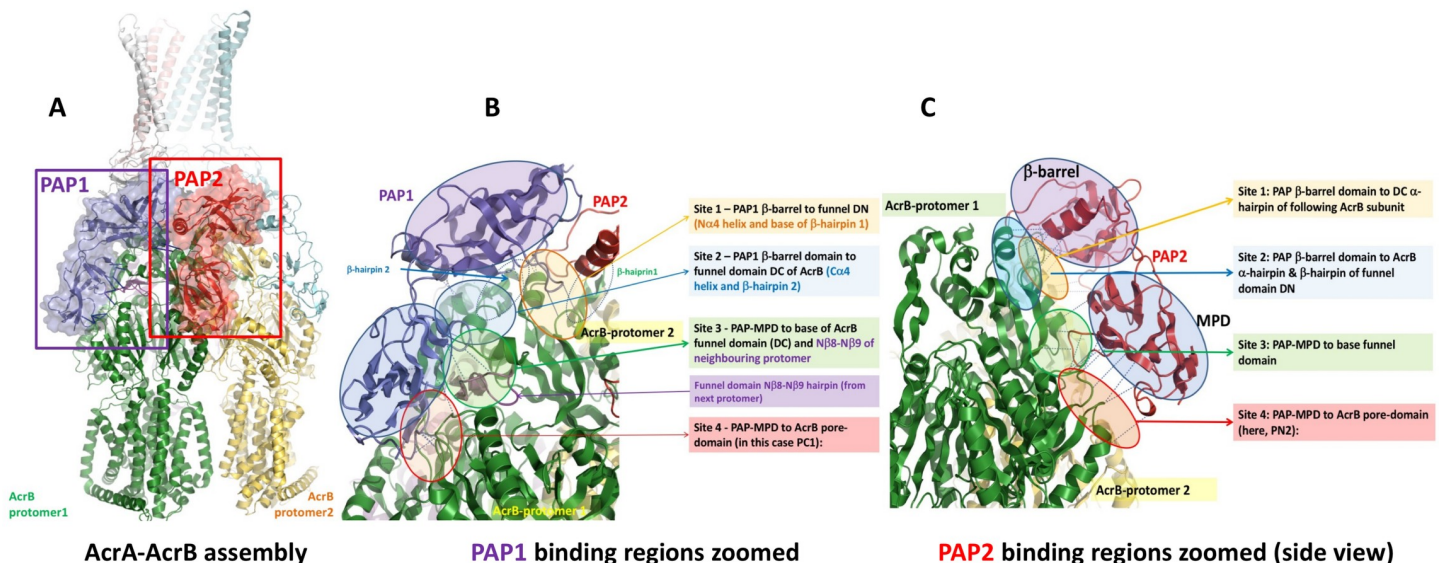 A
PAP1
PAP2
AcrB
protomer1
AcrB
protomer2
AcrA-AcrB assembly
B
PAP1
PAP2
β-hairpin 2
β-haiprin1
AcrB-protomer 2
Site 1 – PAP1 β-barrel to funnel DN
(Nα4 helix and base of β-hairpin 1)
Site 2 – PAP1 β-barrel domain to
funnel domain DC of AcrB (Cα4
helix and β-hairpin 2)
Site 3 - PAP-MPD to base of AcrB
funnel domain (DC) and Nβ8-Nβ9 of
neighbouring protomer
Funnel domain Nβ8-Nβ9 hairpin (from
next protomer)
Site 4 - PAP-MPD to AcrB pore-
domain (in this case PC1):
AcrB-protomer 1
PAP1 binding regions zoomed
C
β-barrel
AcrB-protomer 1
PAP2
MPD
AcrB-protomer 2
Site 1: PAP β-barrel domain to DC α-
hairpin of following AcrB subunit
Site 2: PAP β-barrel domain to AcrB
α-hairpin & β-hairpin of funnel
domain DN
Site 3: PAP-MPD to base funnel
domain
Site 4: PAP-MPD to AcrB pore-domain
(here, PN2):
PAP2 binding regions zoomed (side view)